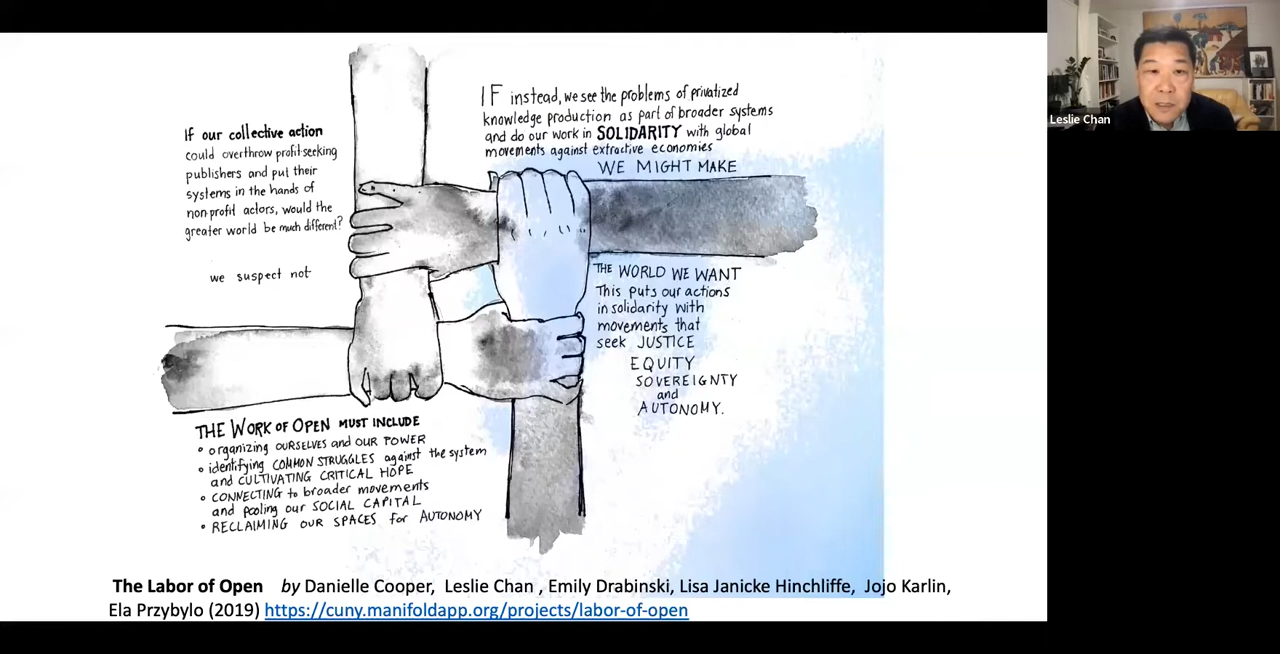 If our collective action
could overthrow profit-seeking
publishers and put their
systems in the hands of
non profit actors, would the
greater world be much different?
we suspect not
IF instead, we see the problems of privatized
knowledge production as part of broader systems
and do our work in SOLIDARITY with global
movements against extractive economies
WE MIGHT MAKE
THE WORLD WE WANT
This puts our actions
in solidarity with
movements that
seek JUSTICE
EQUITY
SOVEREIGNTY
and
AUTONOMY.
THE WORK OF OPEN MUST INCLUDE
• organizing OURSELVES and OUR POWER
• identifying COMMON STRUGGLES against the system
and CULTIVATING CRITICAL HOPE
• CONNECTING to broader movements
and pooling our SOCIAL CAPITAL
• RECLAIMING OUR SPACES for AUTONOMY
The Labor of Open by Danielle Cooper, Leslie Chan , Emily Drabinski, Lisa Janicke Hinchliffe, Jojo Karlin,
Ela Przybylo (2019) https://cuny.manifoldapp.org/projects/labor-of-open
Leslie Chan